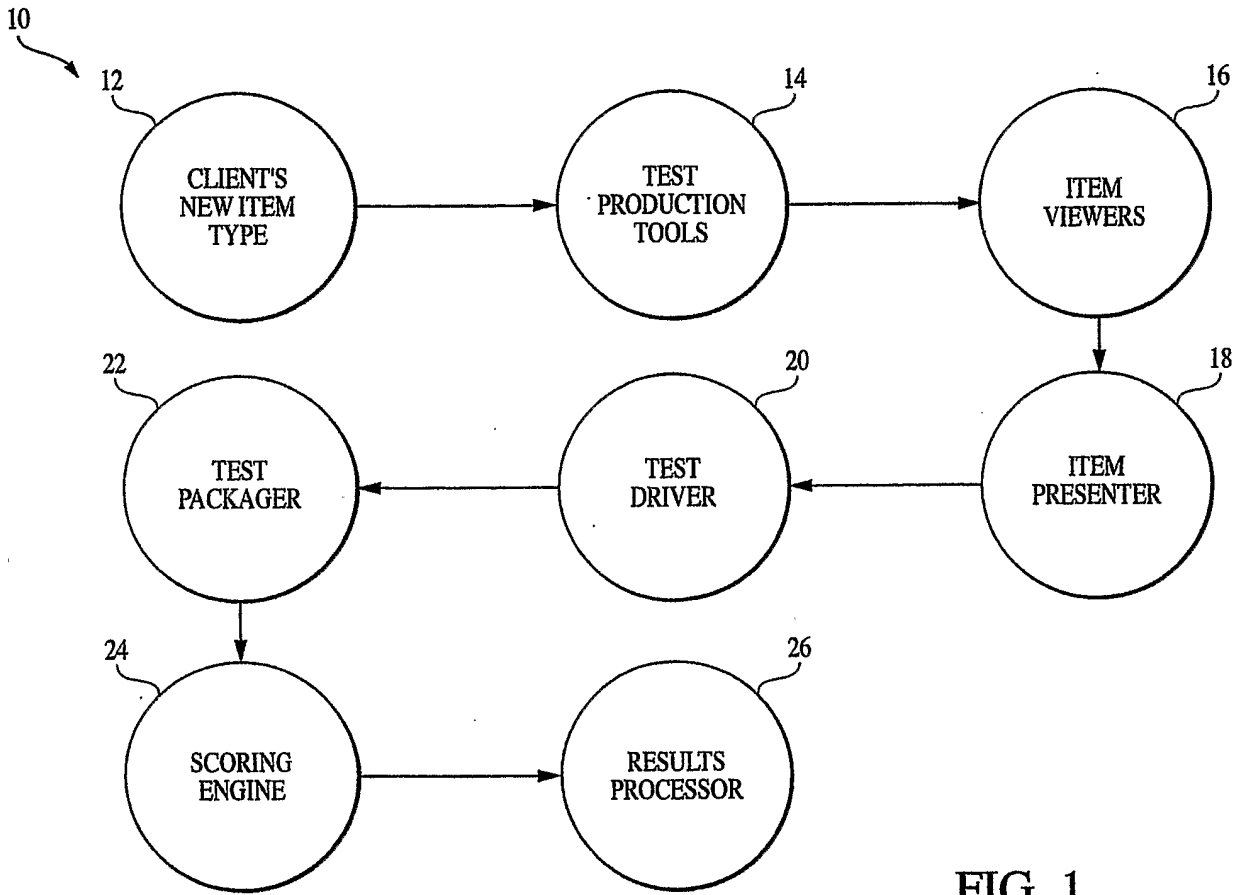 10
12
14
16
CLIENT'S
NEW ITEM
TYPE
TEST
PRODUCTION
TOOLS
ITEM
VIEWERS
22
20
18
TEST
PACKAGER
TEST
DRIVER
ITEM
PRESENTER
24
26
SCORING
ENGINE
RESULTS
PROCESSOR
FIG. 1